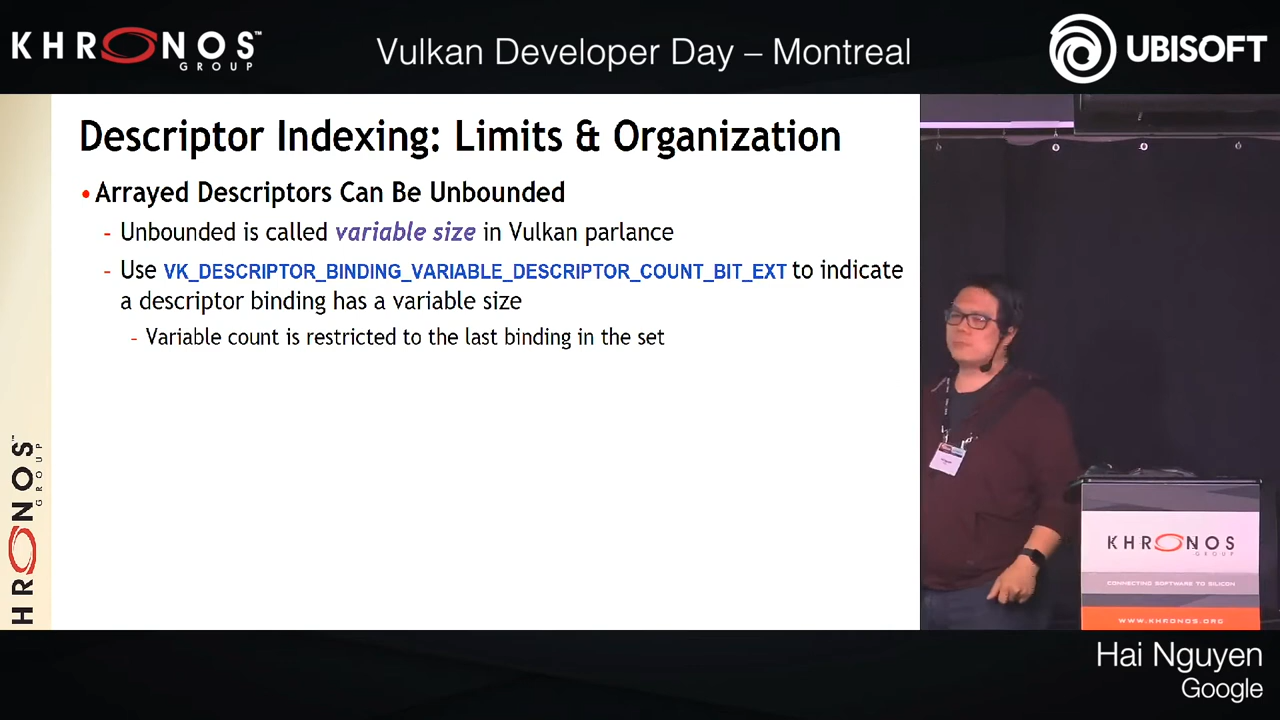 KHRONOS™
GROUP
Vulkan Developer Day – Montreal
UBISOFT
Descriptor Indexing: Limits & Organization
• Arrayed Descriptors Can Be Unbounded
- Unbounded is called variable size in Vulkan parlance
- Use VK_DESCRIPTOR_BINDING_VARIABLE_DESCRIPTOR_COUNT_BIT_EXT to indicate
a descriptor binding has a variable size
- Variable count is restricted to the last binding in the set
KHRONOS™
GROUP
KHRONOS
GROUP
CONNECTING SOFTWARE TO SILICON
WWW.KHRONOS.ORG
Hai Nguyen
Google